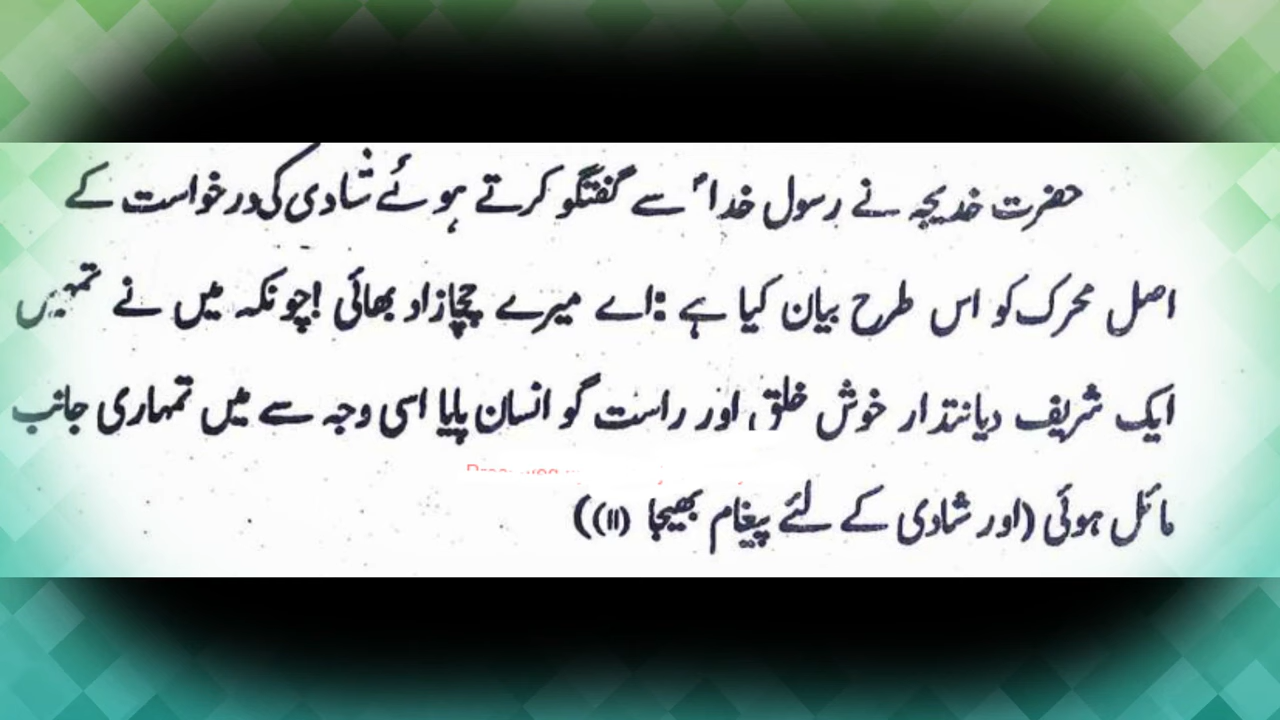 حضرت خدیجہ نے رسول خداؐ سے گفتگو کرتے ہوئے شادی کی درخواست کے
اصل محرک کو اس طرح بیان کیا ہے :اے میرے چچازاد بھائی !چونکہ میں نے تمہیں
ایک شریف دیانتدار خوش خلق اور راست گو انسان پایا اسی وجہ سے میں تمہاری جانب
مائل ہوئی (اور شادی کے لئے پیغام بھیجا (۱۱))